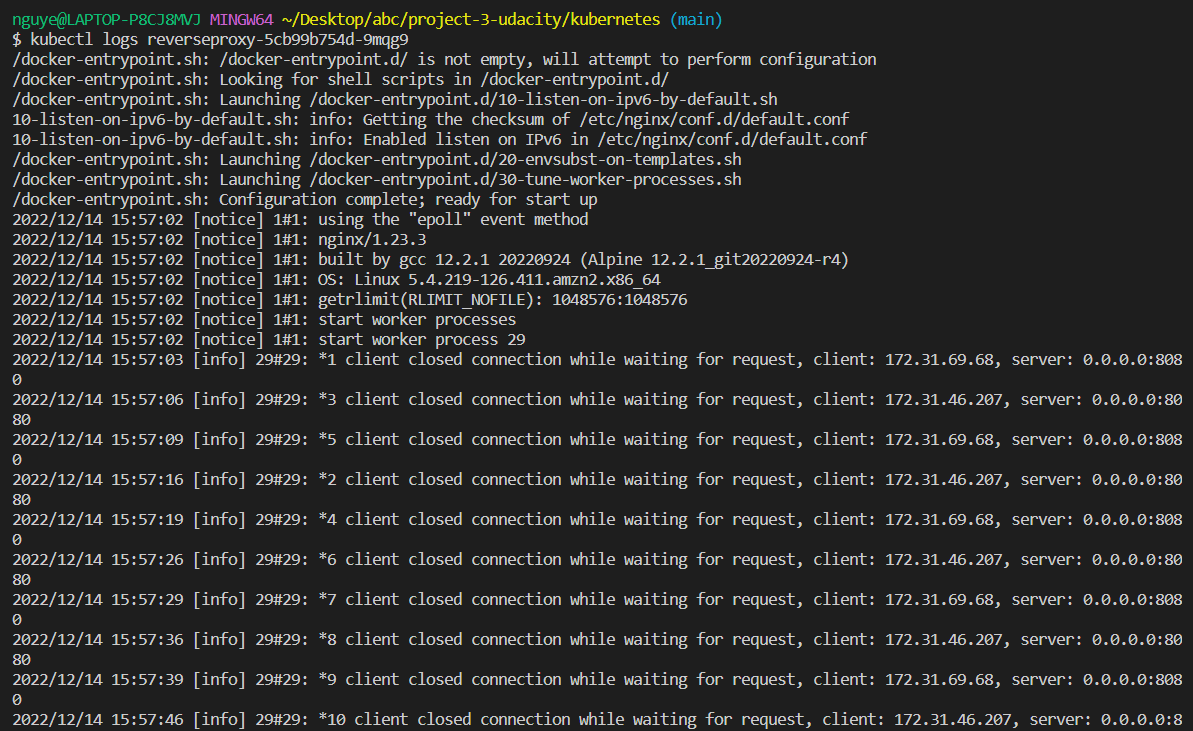 nguye@LAPTOP-P8CJ8MVJ MINGW64 ~/Desktop/abc/project-3-udacity/kubernetes (main)
$ kubectl logs reverseproxy-5cb99b754d-9mqg9
/docker-entrypoint.sh: /docker-entrypoint.d/ is not empty, will attempt to perform configuration
/docker-entrypoint.sh: Looking for shell scripts in /docker-entrypoint.d/
/docker-entrypoint.sh: Launching /docker-entrypoint.d/10-listen-on-ipv6-by-default.sh
10-listen-on-ipv6-by-default.sh: info: Getting the checksum of /etc/nginx/conf.d/default.conf
10-listen-on-ipv6-by-default.sh: info: Enabled listen on IPv6 in /etc/nginx/conf.d/default.conf
/docker-entrypoint.sh: Launching /docker-entrypoint.d/20-envsubst-on-templates.sh
/docker-entrypoint.sh: Launching /docker-entrypoint.d/30-tune-worker-processes.sh
/docker-entrypoint.sh: Configuration complete; ready for start up
2022/12/14 15:57:02 [notice] 1#1: using the "epoll" event method
2022/12/14 15:57:02 [notice] 1#1: nginx/1.23.3
2022/12/14 15:57:02 [notice] 1#1: built by gcc 12.2.1 20220924 (Alpine 12.2.1_git20220924-r4)
2022/12/14 15:57:02 [notice] 1#1: OS: Linux 5.4.219-126.411.amzn2.x86_64
2022/12/14 15:57:02 [notice] 1#1: getrlimit(RLIMIT_NOFILE): 1048576:1048576
2022/12/14 15:57:02 [notice] 1#1: start worker processes
2022/12/14 15:57:02 [notice] 1#1: start worker process 29
2022/12/14 15:57:03 [info] 29#29: *1 client closed connection while waiting for request, client: 172.31.69.68, server: 0.0.0.0:808
0
2022/12/14 15:57:06 [info] 29#29: *3 client closed connection while waiting for request, client: 172.31.46.207, server: 0.0.0.0:80
80
2022/12/14 15:57:09 [info] 29#29: *5 client closed connection while waiting for request, client: 172.31.69.68, server: 0.0.0.0:808
0
2022/12/14 15:57:16 [info] 29#29: *2 client closed connection while waiting for request, client: 172.31.46.207, server: 0.0.0.0:80
80
2022/12/14 15:57:19 [info] 29#29: *4 client closed connection while waiting for request, client: 172.31.69.68, server: 0.0.0.0:808
0
2022/12/14 15:57:26 [info] 29#29: *6 client closed connection while waiting for request, client: 172.31.46.207, server: 0.0.0.0:80
80
2022/12/14 15:57:29 [info] 29#29: *7 client closed connection while waiting for request, client: 172.31.69.68, server: 0.0.0.0:808
0
2022/12/14 15:57:36 [info] 29#29: *8 client closed connection while waiting for request, client: 172.31.46.207, server: 0.0.0.0:80
80
2022/12/14 15:57:39 [info] 29#29: *9 client closed connection while waiting for request, client: 172.31.69.68, server: 0.0.0.0:808
0
2022/12/14 15:57:46 [info] 29#29: *10 client closed connection while waiting for request, client: 172.31.46.207, server: 0.0.0.0:8